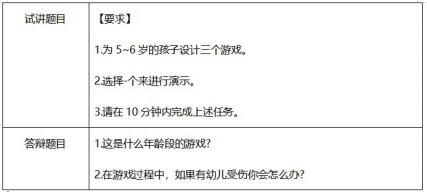 试讲题目
【要求】
1.为 5~6 岁的孩子设计三个游戏。
2.选择-个来进行演示。
3.请在 10 分钟内完成上述任务。
答辩题目
1.这是什么年龄段的游戏?
2.在游戏过程中，如果有幼儿受伤你会怎么办?